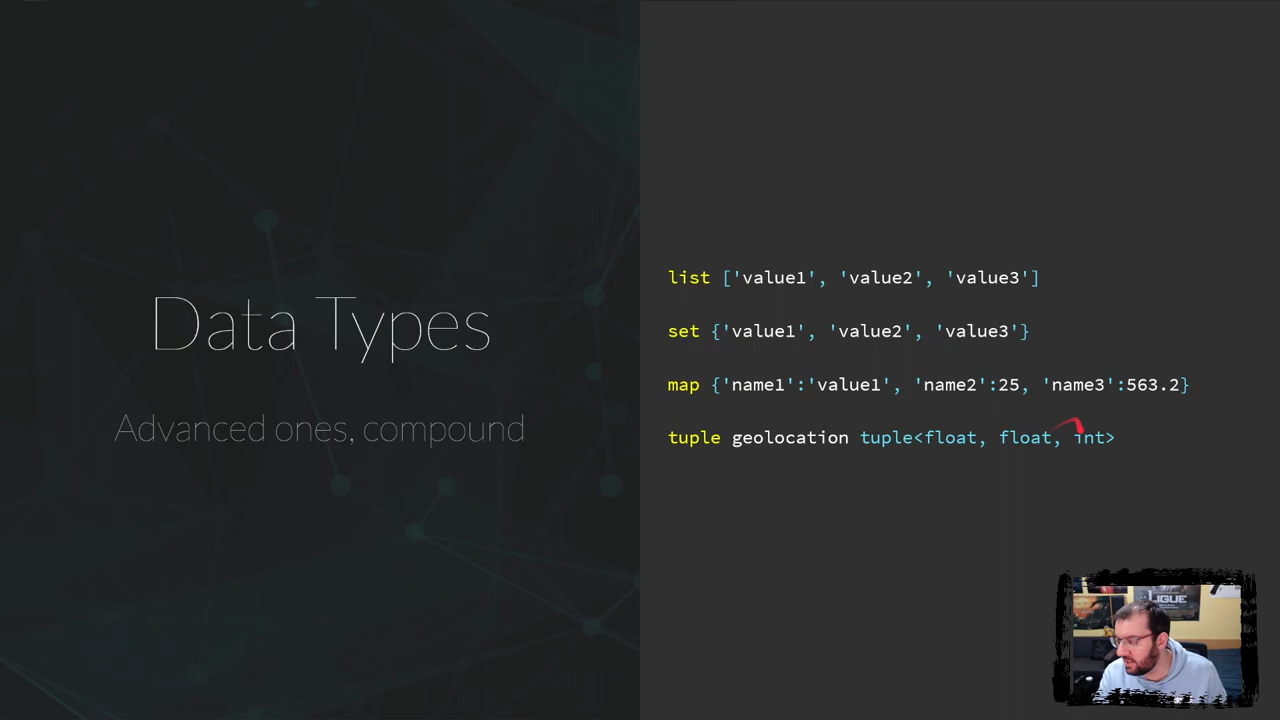 Data Types
Advanced ones, compound
list ['value1', 'value2', 'value3']
set {'value1', 'value2', 'value3'}
map {'name1':'value1', 'name2':25, 'name3':563.2}
tuple geolocation tuple<float, float, int>
LIGUE